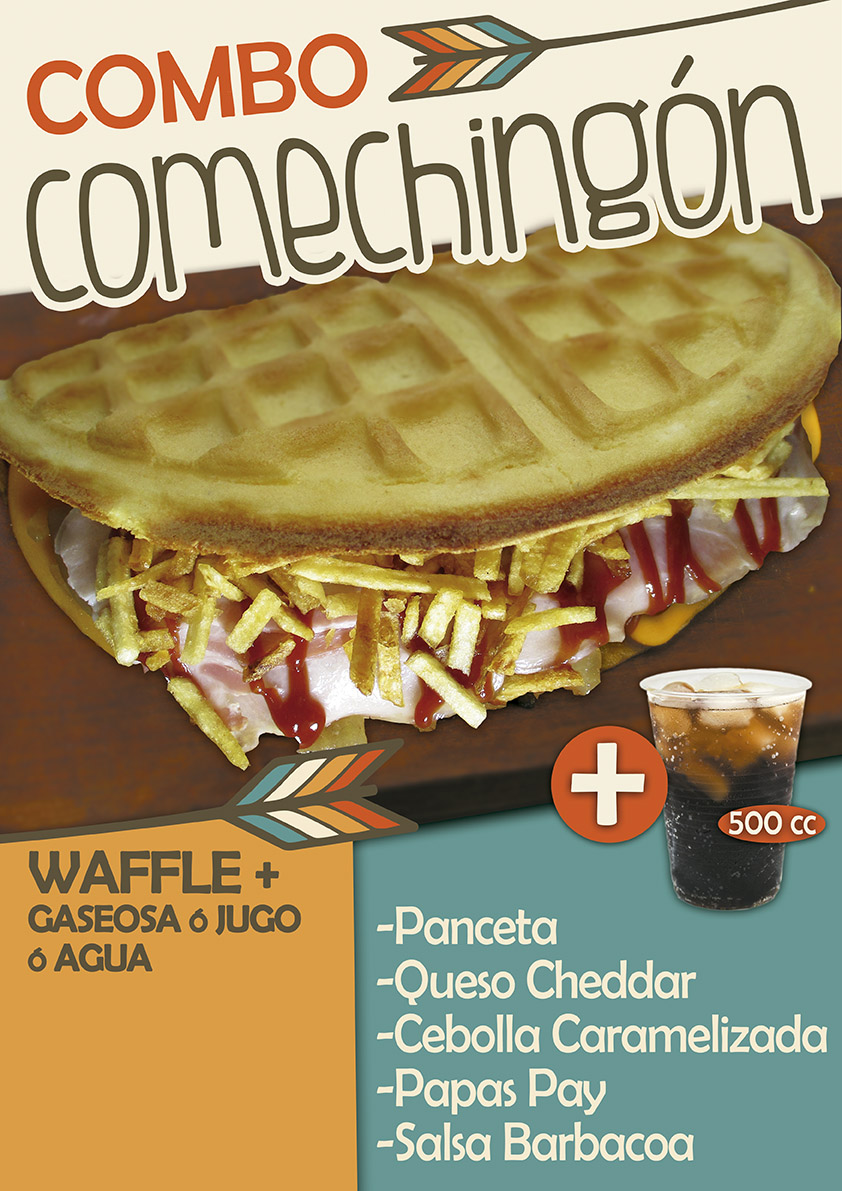 COMBO
comechingón
+
500 cc
WAFFLE +
GASEOSA ó JUGO
ó AGUA
-Panceta
-Queso Cheddar
-Cebolla Caramelizada
-Papas Pay
-Salsa Barbacoa